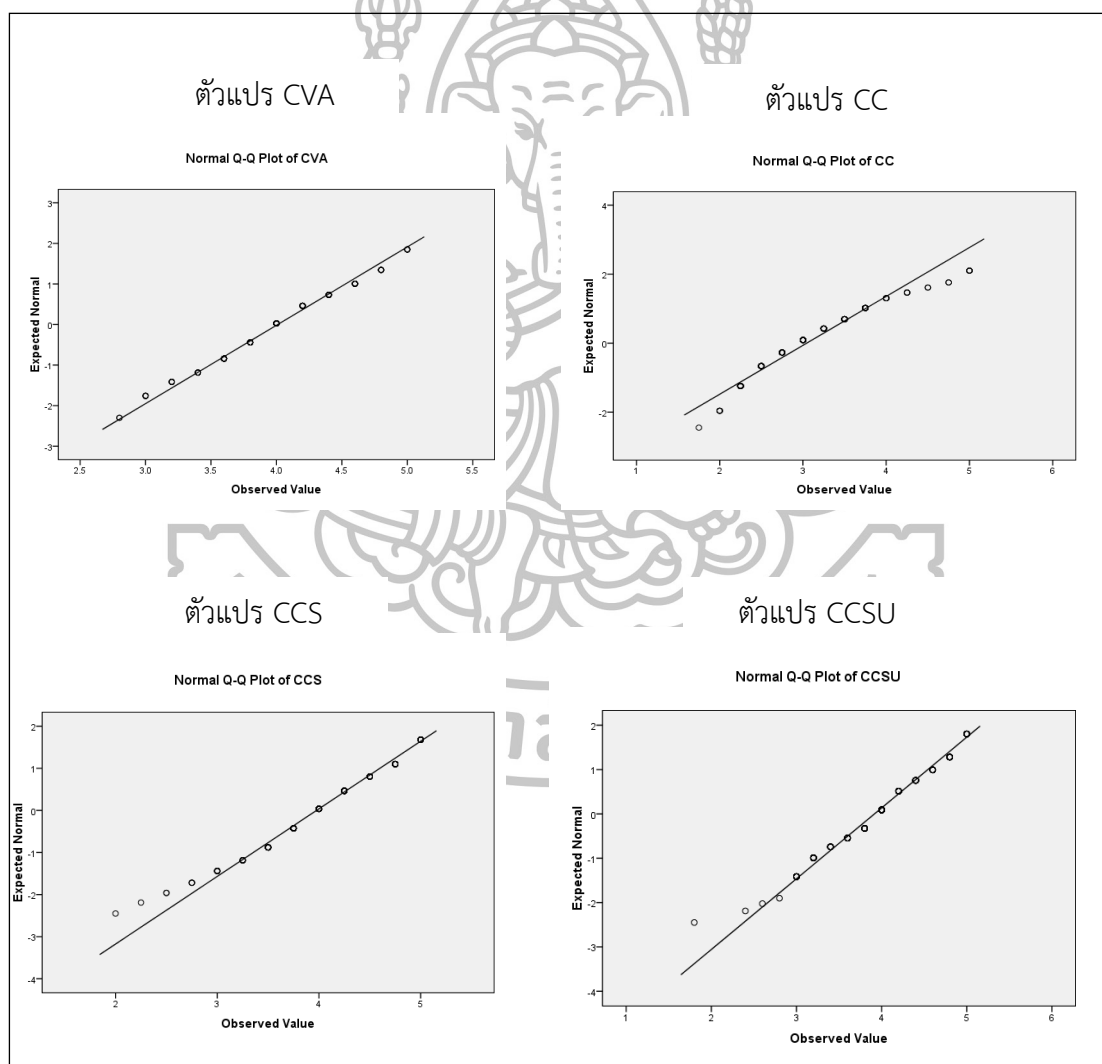 ตัวแปร CVA
Normal Q-Q Plot of CVA
Expected Normal
3
2
1
0
-1
-2
-3
2.5 3.0 3.5 4.0 4.5 5.0 5.5
Observed Value
ตัวแปร CC
Normal Q-Q Plot of CC
Expected Normal
4
2
0
-2
1 2 3 4 5 6
Observed Value
ตัวแปร CCS
Normal Q-Q Plot of CCS
Expected Normal
2
1
0
-1
-2
-3
-4
2 3 4 5
Observed Value
ตัวแปร CCSU
Normal Q-Q Plot of CCSU
Expected Normal
2
1
0
-1
-2
-3
-4
1 2 3 4 5 6
Observed Value